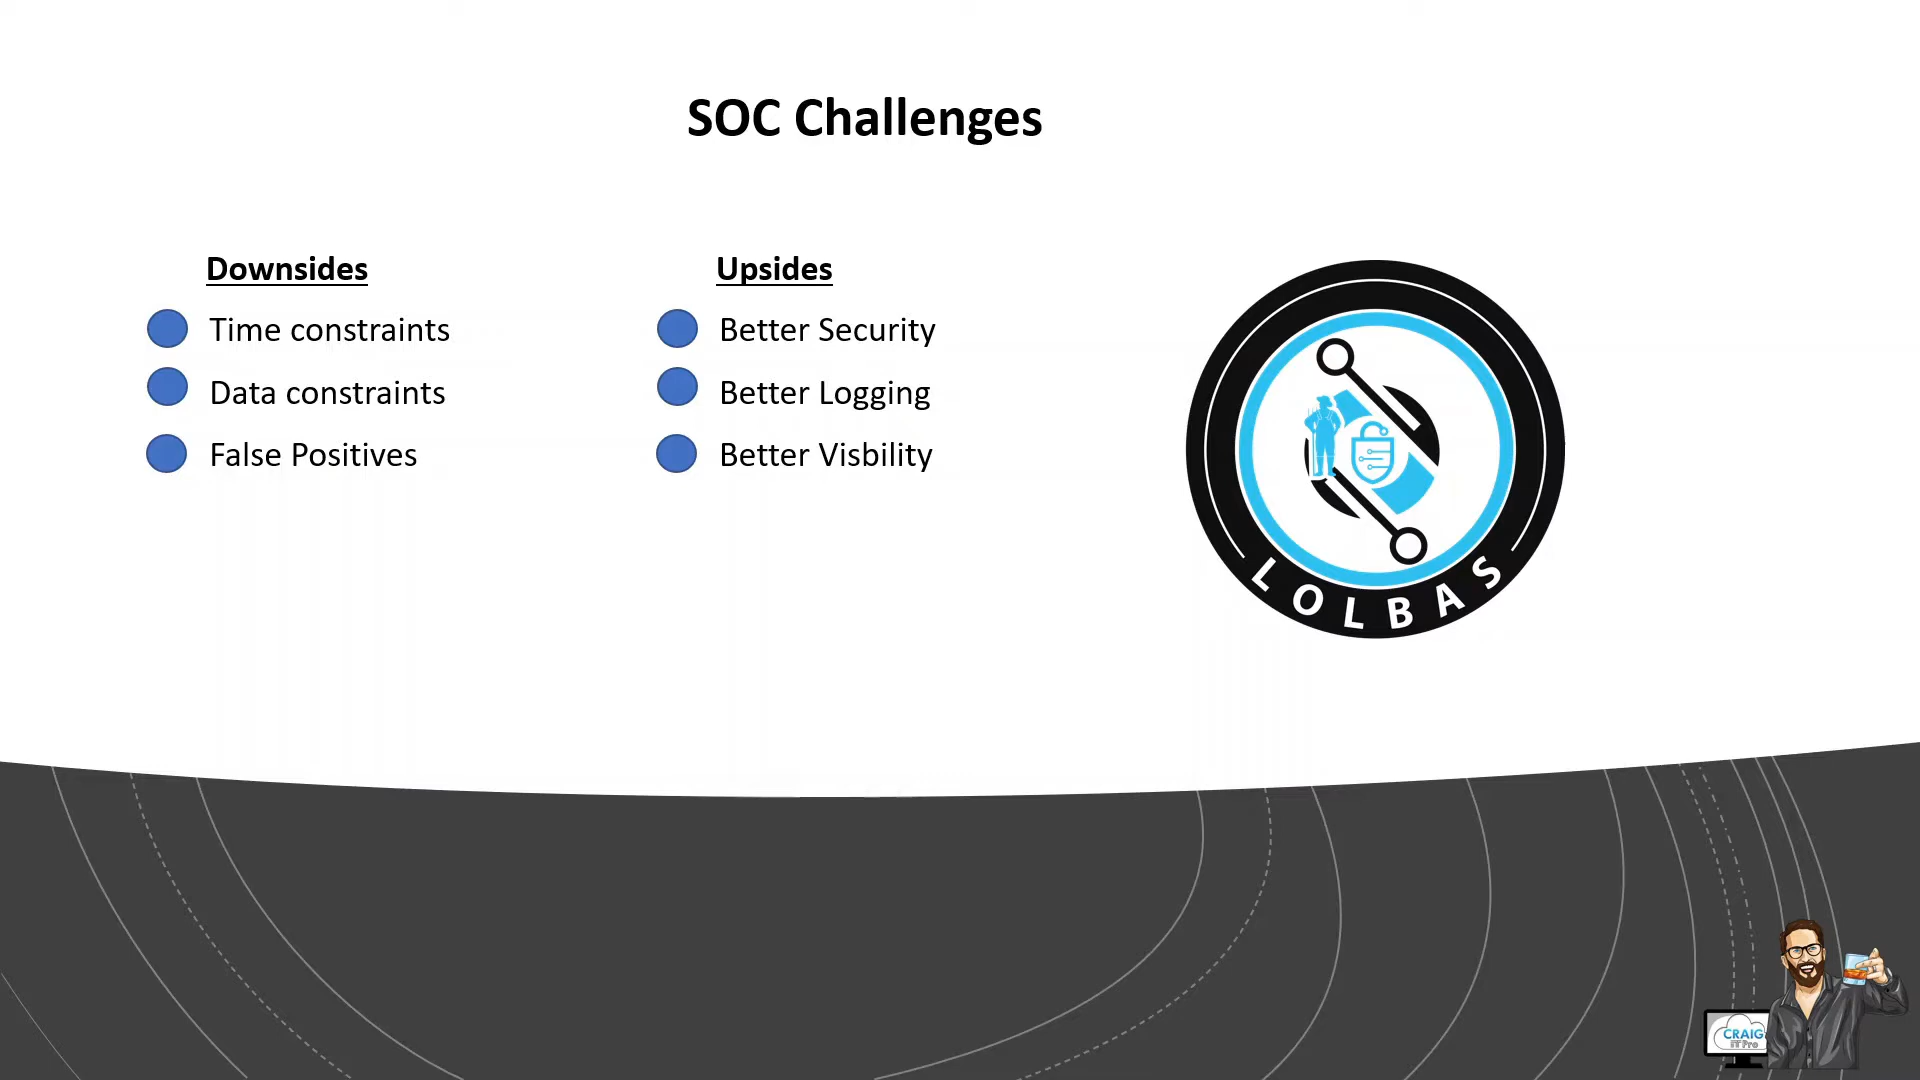 SOC Challenges
Downsides
Time constraints
Data constraints
False Positives
Upsides
Better Security
Better Logging
Better Visbility
LOLBAS
CRAIG
IT Pro